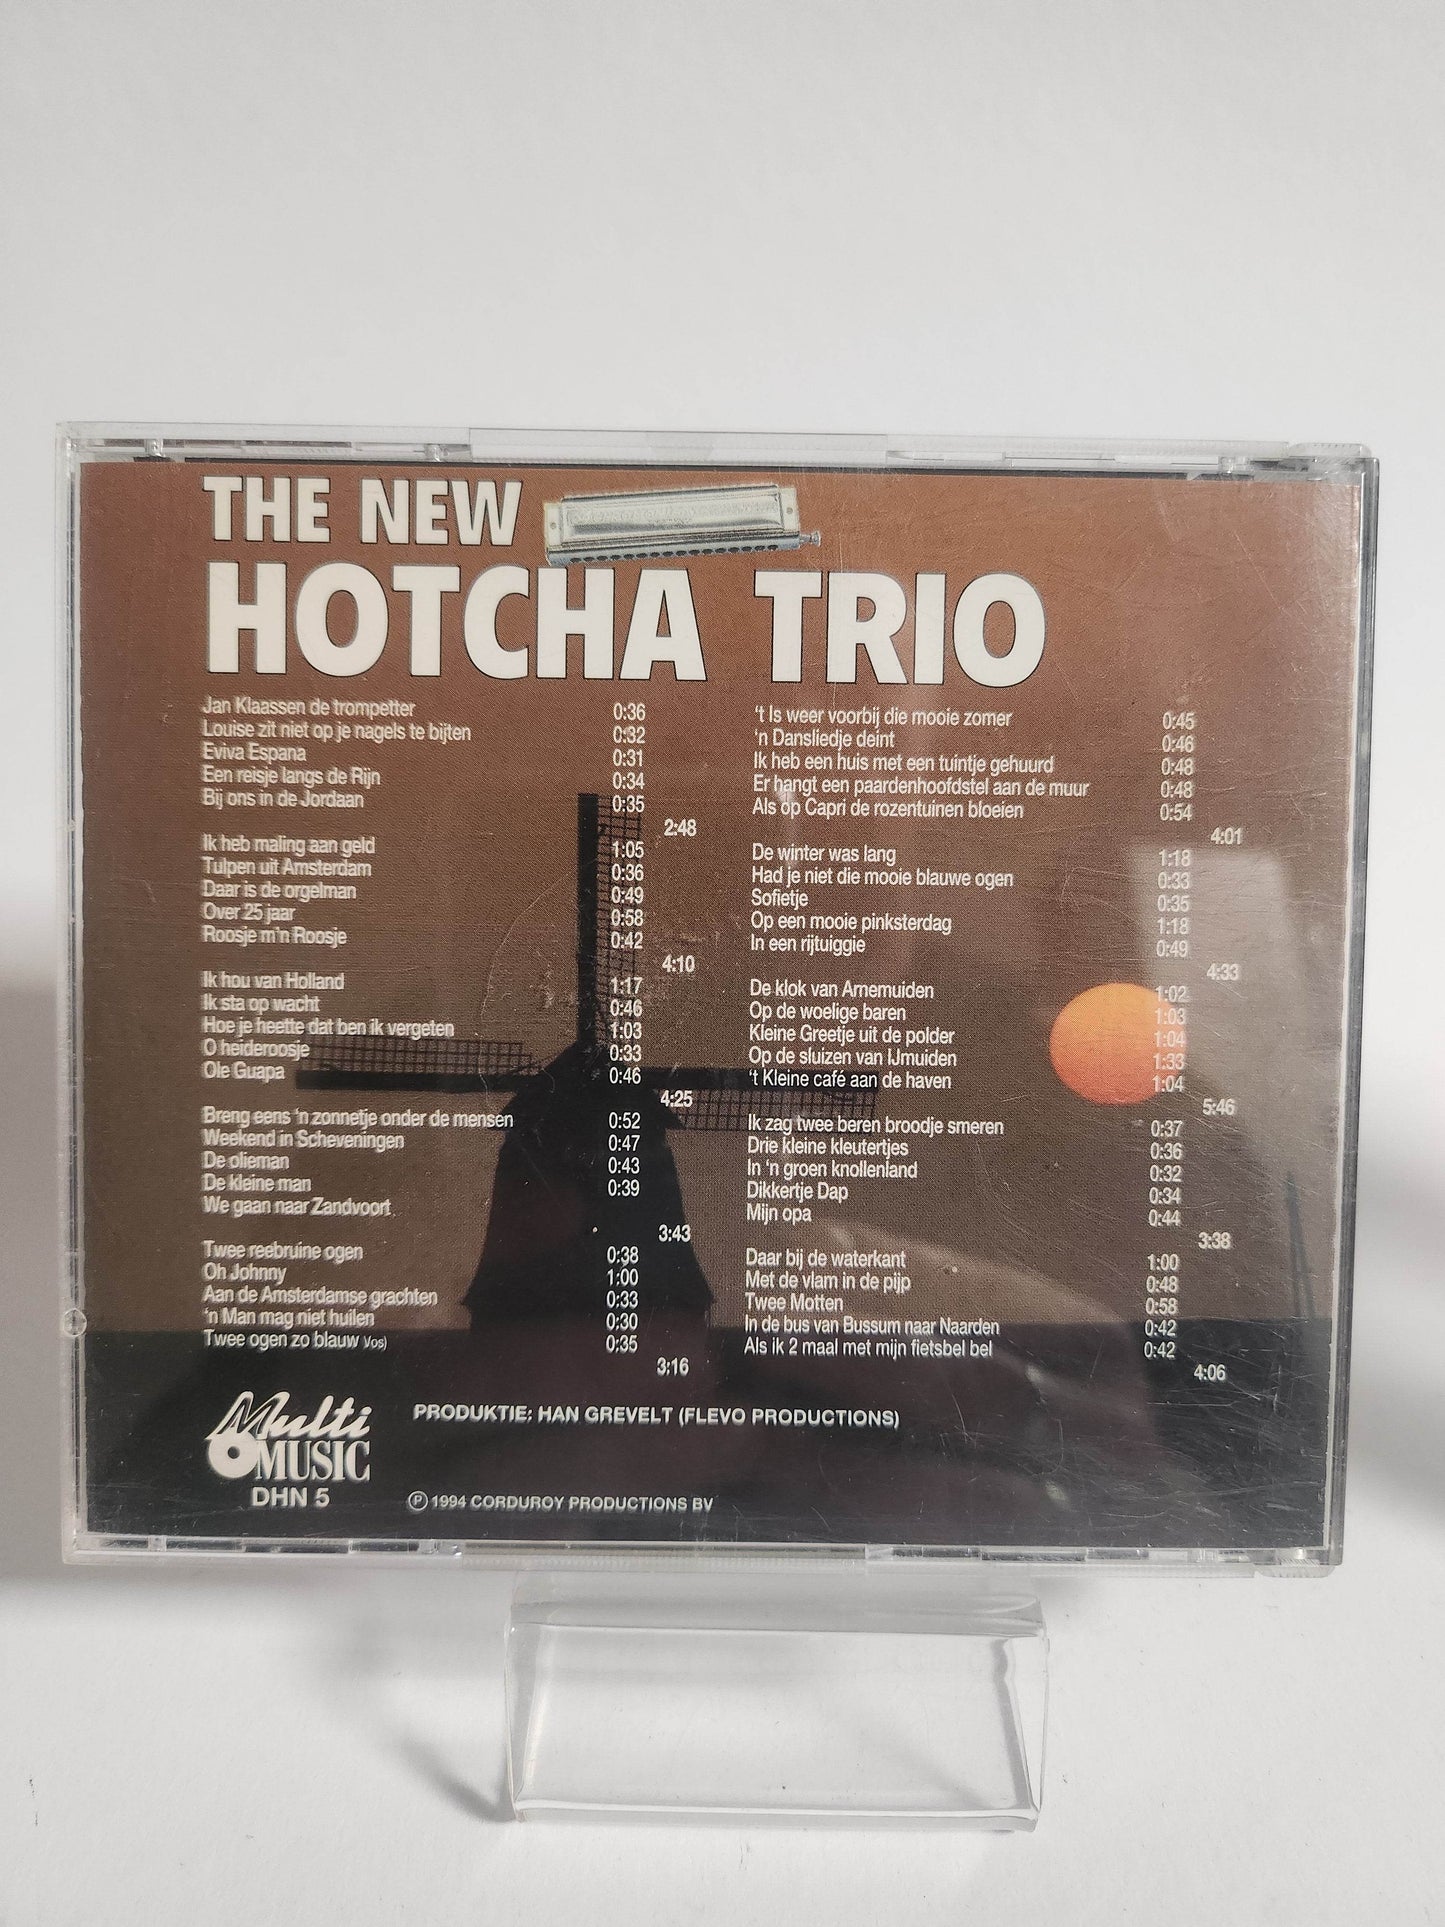 THE NEW
HOTCHA TRIO
Jan Klaassen de trompetter 0:36
Louise zit niet op je nagels te bijten 0:32
Eviva Espana 0:31
Een reisje langs de Rijn 0:34
Bij ons in de Jordaan 0:35
2:48
Ik heb maling aan geld 1:05
Tulpen uit Amsterdam 0:36
Daar is de orgelman 0:49
Over 25 jaar 0:58
Roosje m'n Roosje 0:42
4:10
Ik hou van Holland 1:17
Ik sta op wacht 0:46
Hoe je heette dat ben ik vergeten 1:03
O heideroosje 0:33
Ole Guapa 0:46
4:25
Breng eens 'n zonnetje onder de mensen 0:52
Weekend in Scheveningen 0:47
De olieman 0:43
De kleine man 0:39
We gaan naar Zandvoort
3:43
Twee reebruine ogen 0:38
Oh Johnny 1:00
Aan de Amsterdamse grachten 0:33
'n Man mag niet huilen 0:30
Twee ogen zo blauw Vos) 0:35
3:16
't Is weer voorbij die mooie zomer 0:45
'n Dansliedje deint 0:46
Ik heb een huis met een tuintje gehuurd 0:48
Er hangt een paardenhoofdstel aan de muur 0:48
Als op Capri de rozentuinen bloeien 0:54
4:01
De winter was lang 1:18
Had je niet die mooie blauwe ogen 0:33
Sofietje 0:35
Op een mooie pinksterdag 1:18
In een rijtuiggie 0:49
4:33
De klok van Arnemuiden 1:02
Op de woelige baren 1:03
Kleine Greetje uit de polder 1:04
Op de sluizen van IJmuiden 1:33
't Kleine café aan de haven 1:04
5:46
Ik zag twee beren broodje smeren 0:37
Drie kleine kleutertjes 0:36
In 'n groen knollenland 0:32
Dikkertje Dap 0:34
Mijn opa 0:44
3:38
Daar bij de waterkant 1:00
Met de vlam in de pijp 0:48
Twee Motten 0:58
In de bus van Bussum naar Naarden 0:42
Als ik 2 maal met mijn fietsbel bel 0:42
4:06
Multi
MUSIC
DHN 5
PRODUKTIE: HAN GREVELT (FLEVO PRODUCTIONS)
℗ 1994 CORDUROY PRODUCTIONS BV